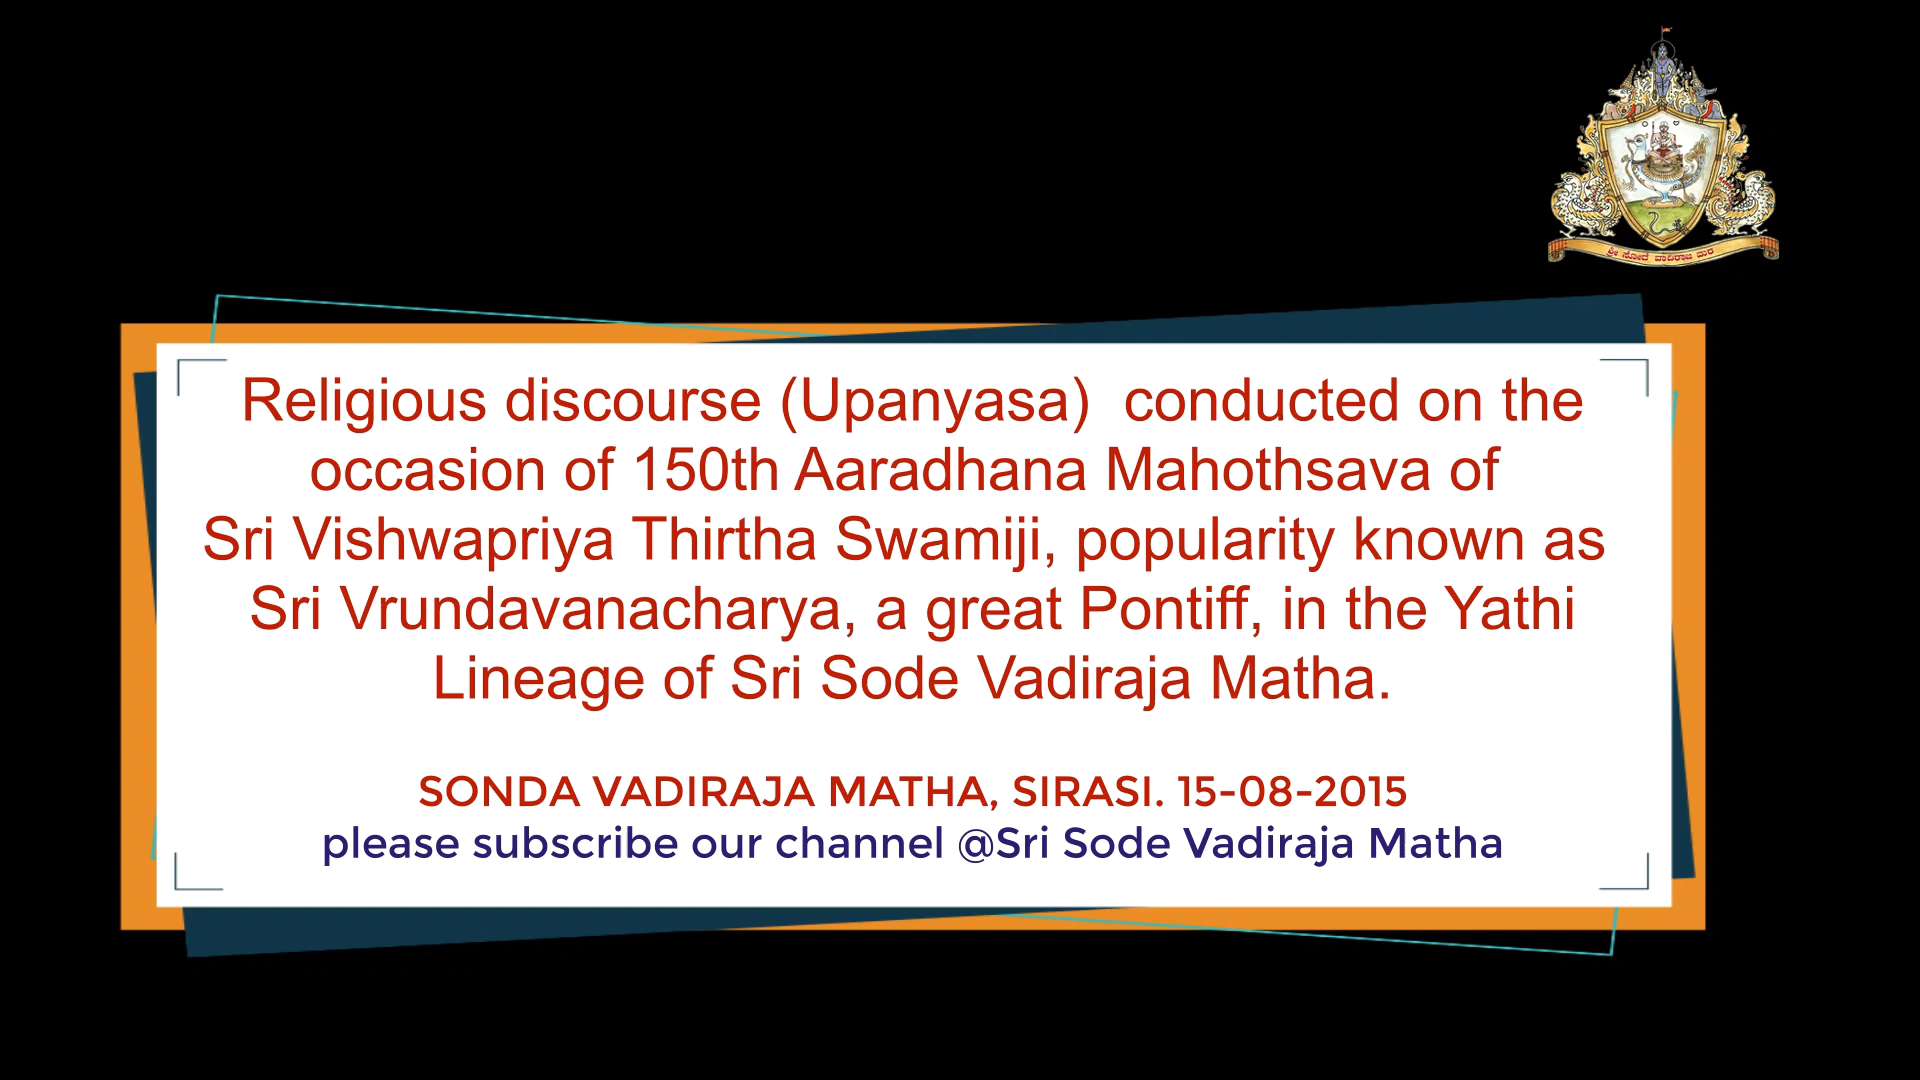 ಶ್ರೀ ಸೋದೆ ವಾದಿರಾಜ ಮಠ
Religious discourse (Upanyasa) conducted on the
occasion of 150th Aaradhana Mahothsava of
Sri Vishwapriya Thirtha Swamiji, popularity known as
Sri Vrundavanacharya, a great Pontiff, in the Yathi
Lineage of Sri Sode Vadiraja Matha.
SONDA VADIRAJA MATHA, SIRASI. 15-08-2015
please subscribe our channel @Sri Sode Vadiraja Matha